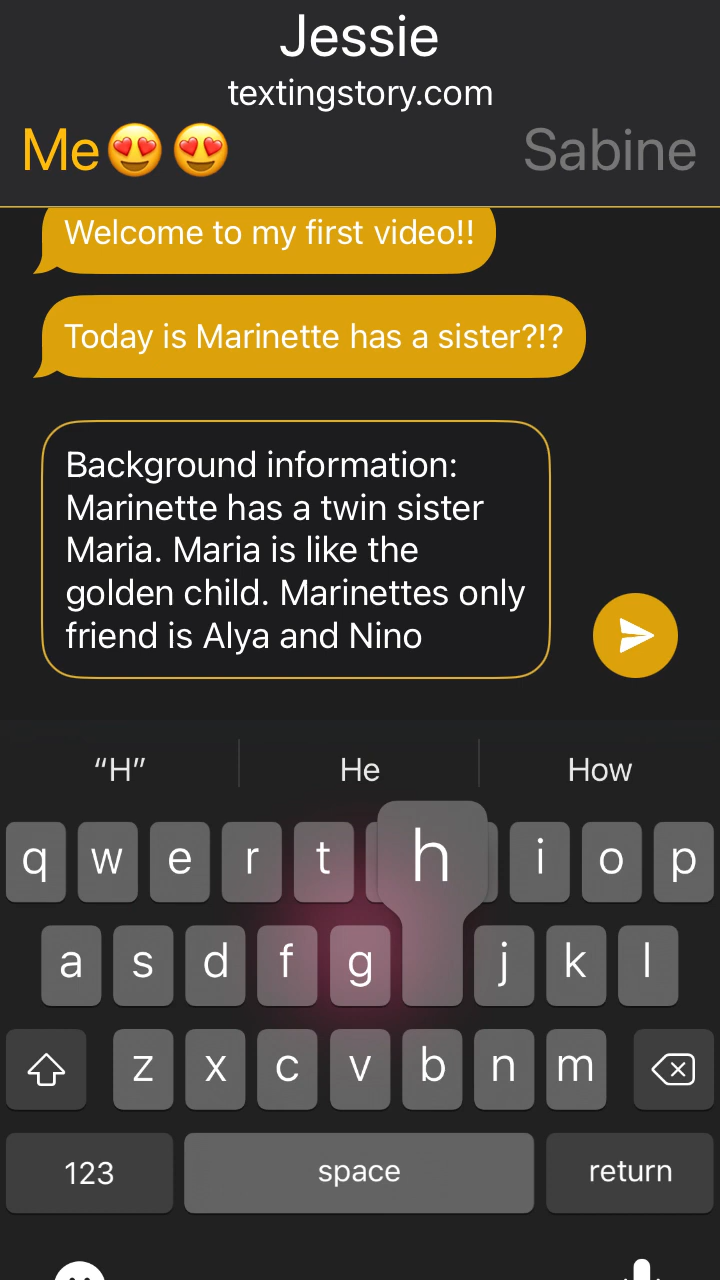 Jessie
textingstory.com
Me😍😍 Sabine
Welcome to my first video!!
Today is Marinette has a sister?!?
Background information:
Marinette has a twin sister
Maria. Maria is like the
golden child. Marinettes only
friend is Alya and Nino
“H” He How
q w e r t h i o p
a s d f g j k l
z x c v b n m
123 space return